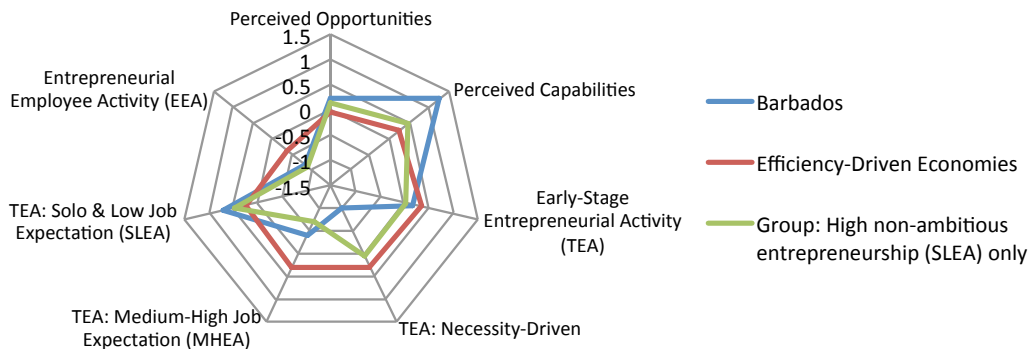 Perceived Opportunities
1.5
1
0.5
0
-0.5
-1
-1.5
Perceived Capabilities
Early-Stage
Entrepreneurial Activity
(TEA)
TEA: Necessity-Driven
TEA: Medium-High Job
Expectation (MHEA)
TEA: Solo & Low Job
Expectation (SLEA)
Entrepreneurial
Employee Activity (EEA)
Barbados
Efficiency-Driven Economies
Group: High non-ambitious
entrepreneurship (SLEA) only